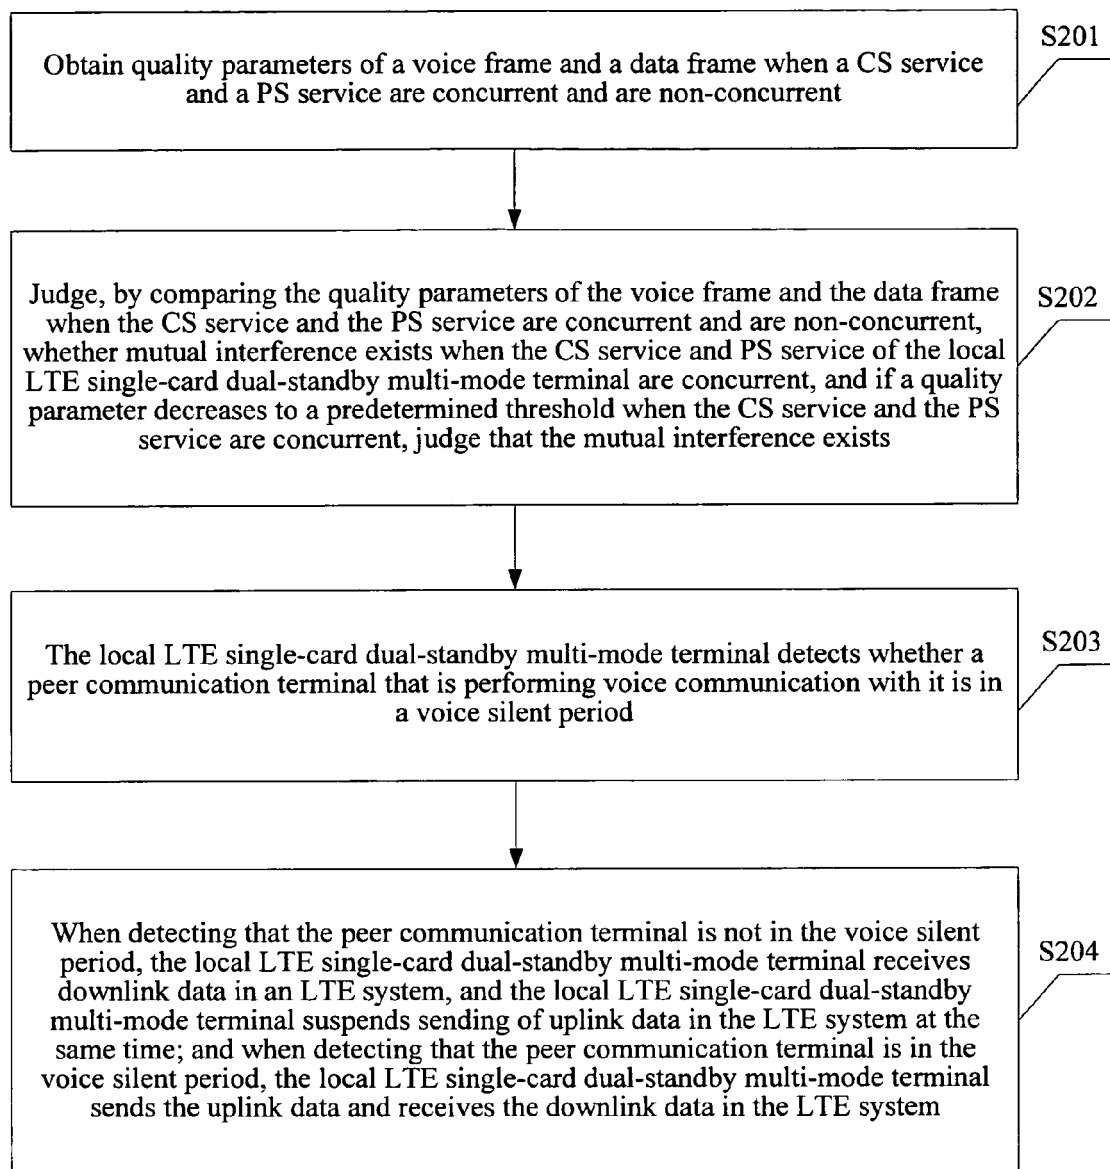 S201
Obtain quality parameters of a voice frame and a data frame when a CS service
and a PS service are concurrent and are non-concurrent
S202
Judge, by comparing the quality parameters of the voice frame and the data frame
when the CS service and the PS service are concurrent and are non-concurrent,
whether mutual interference exists when the CS service and PS service of the local
LTE single-card dual-standby multi-mode terminal are concurrent, and if a quality
parameter decreases to a predetermined threshold when the CS service and the PS
service are concurrent, judge that the mutual interference exists
S203
The local LTE single-card dual-standby multi-mode terminal detects whether a
peer communication terminal that is performing voice communication with it is in
a voice silent period
S204
When detecting that the peer communication terminal is not in the voice silent
period, the local LTE single-card dual-standby multi-mode terminal receives
downlink data in an LTE system, and the local LTE single-card dual-standby
multi-mode terminal suspends sending of uplink data in the LTE system at the
same time; and when detecting that the peer communication terminal is in the
voice silent period, the local LTE single-card dual-standby multi-mode terminal
sends the uplink data and receives the downlink data in the LTE system